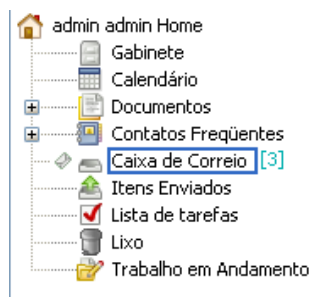 admin admin Home
Gabinete
Calendário
Documentos
Contatos Freqüentes
Caixa de Correio [3]
Itens Enviados
Lista de tarefas
Lixo
Trabalho em Andamento